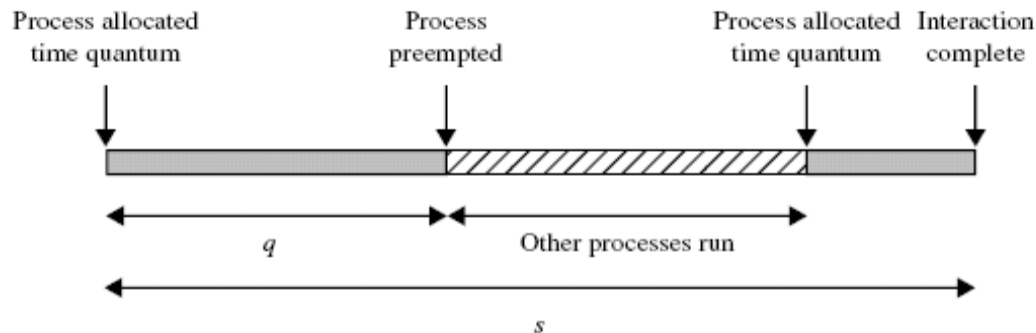 Process allocated
time quantum
Process
preempted
Process allocated
time quantum
Interaction
complete
q
Other processes run
s